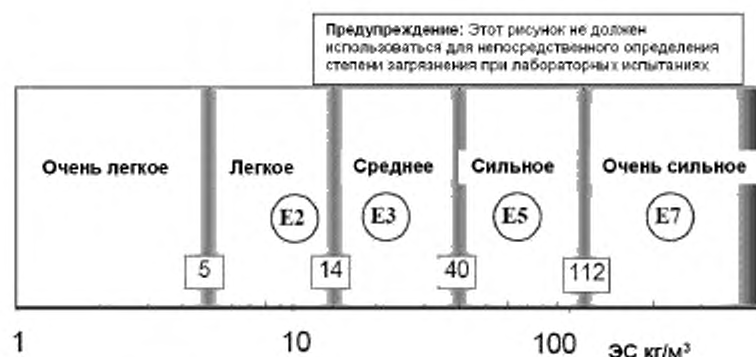 Предупреждение: Этот рисунок не должен
использоваться для непосредственного определения
степени загрязнения при лабораторных испытаниях
Очень легкое Легкое Среднее Сильное Очень сильное
E2 E3 E5 E7
5 14 40 112
1 10 100 ЭС кг/м³